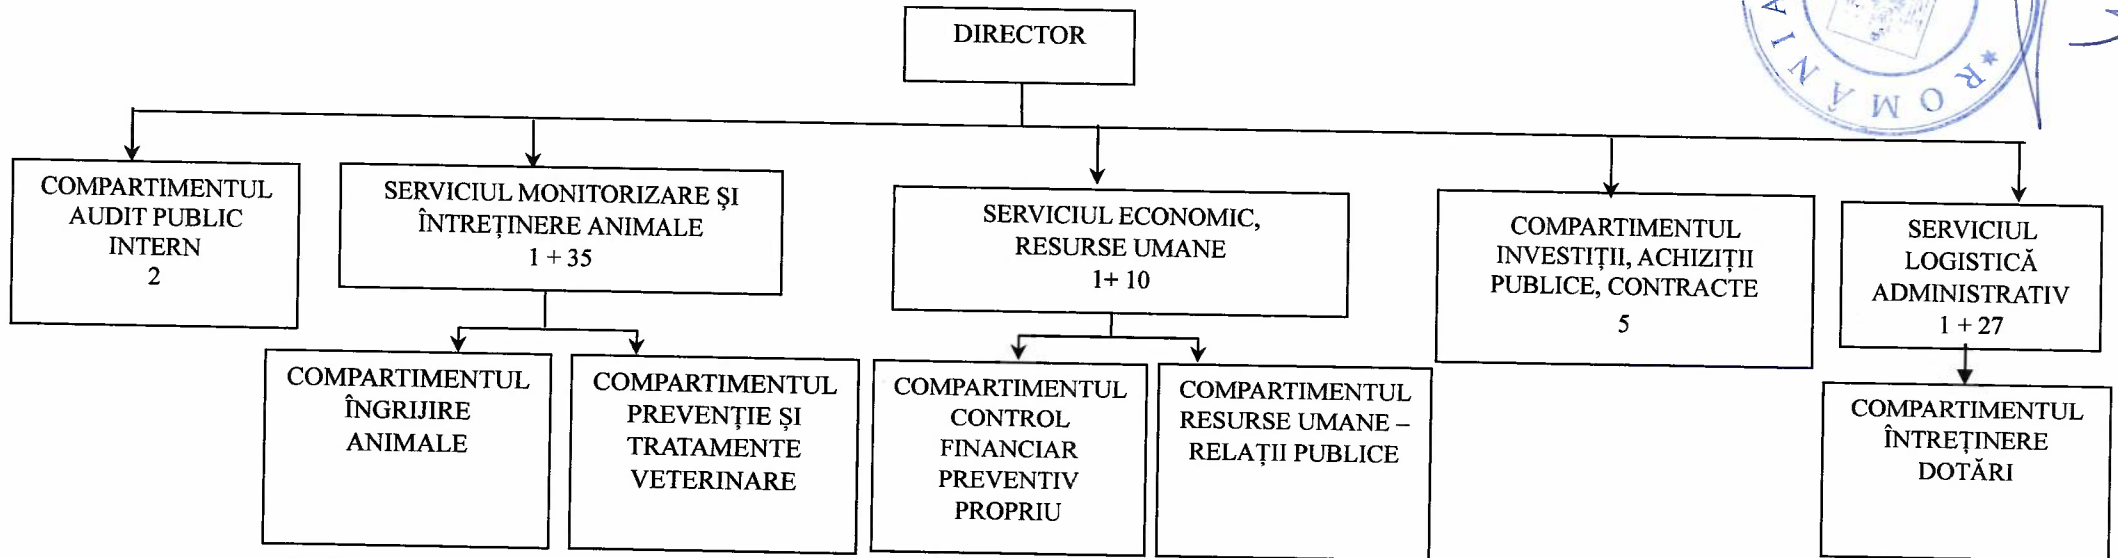 DIRECTOR
COMPARTIMENTUL
AUDIT PUBLIC
INTERN
2
SERVICIUL MONITORIZARE ŞI
ÎNTREȚINERE ANIMALE
1 + 35
SERVICIUL ECONOMIC,
RESURSE UMANE
1+ 10
COMPARTIMENTUL
INVESTIȚII, ACHIZIȚII
PUBLICE, CONTRACTE
5
SERVICIUL
LOGISTICĂ
ADMINISTRATIV
1 + 27
COMPARTIMENTUL
ÎNGRIJIRE
ANIMALE
COMPARTIMENTUL
PREVENȚIE ȘI
TRATAMENTE
VETERINARE
COMPARTIMENTUL
CONTROL
FINANCIAR
PREVENTIV
PROPRIU
COMPARTIMENTUL
RESURSE UMANE –
RELAȚII PUBLICE
COMPARTIMENTUL
ÎNTREȚINERE
DOTĂRI
* ROMÂNIA